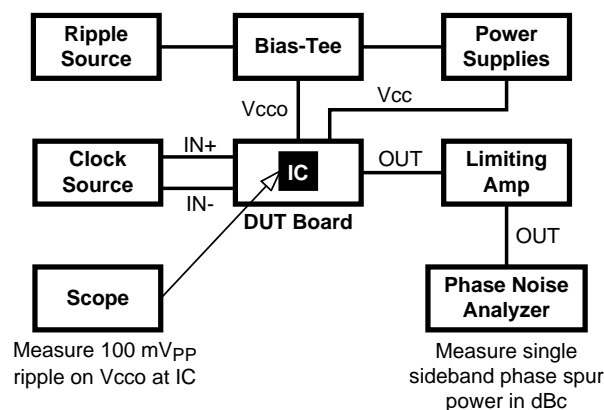 Ripple
Source
Bias-Tee
Power
Supplies
Vcco
Vcc
Clock
Source
IN+
IN-
IC
DUT Board
OUT
Limiting
Amp
OUT
Scope
Phase Noise
Analyzer
Measure 100 mVPP
ripple on Vcco at IC
Measure single
sideband phase spur
power in dBc